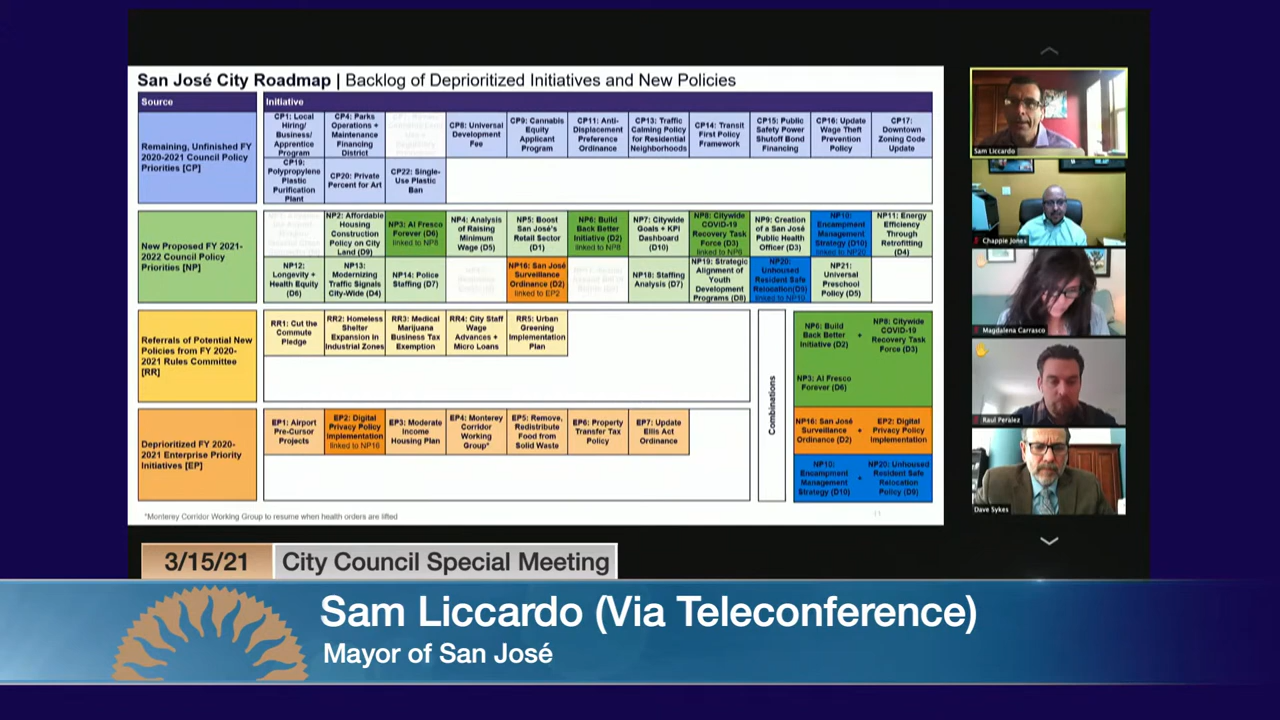 San José City Roadmap | Backlog of Deprioritized Initiatives and New Policies
Source
Initiative
Remaining, Unfinished FY
2020-2021 Council Policy
Priorities [CP]
CP1: Local
Hiring/
Business/
Apprentice
Program
CP4: Parks
Operations +
Maintenance
Financing
District
CP8: Universal
Development
Fee
CP9: Cannabis
Equity
Applicant
Program
CP11: Anti-
Displacement
Preference
Ordinance
CP13: Traffic
Calming Policy
for Residential
Neighborhoods
CP14: Transit
First Policy
Framework
CP15: Public
Safety Power
Shutoff Bond
Financing
CP16: Update
Wage Theft
Prevention
Policy
CP17:
Downtown
Zoning Code
Update
CP19:
Polypropylene
Plastic
Purification
Plant
CP20: Private
Percent for Art
CP22: Single-
Use Plastic
Ban
New Proposed FY 2021-
2022 Council Policy
Priorities [NP]
NP2: Affordable
Housing
Construction
Policy on City
Land (D9)
NP3: Al Fresco
Forever (D6)
linked to NP8
NP4: Analysis
of Raising
Minimum
Wage (D5)
NP5: Boost
San José's
Retail Sector
(D1)
NP6: Build
Back Better
Initiative (D2)
linked to NP8
NP7: Citywide
Goals + KPI
Dashboard
(D10)
NP8: Citywide
COVID-19
Recovery Task
Force (D3)
linked to NP6
NP9: Creation
of a San José
Public Health
Officer (D3)
NP10:
Encampment
Management
Strategy (D10)
linked to NP20
NP11: Energy
Efficiency
Through
Retrofitting
(D4)
NP12:
Longevity +
Health Equity
(D6)
NP13:
Modernizing
Traffic Signals
City-Wide (D4)
NP14: Police
Staffing (D7)
NP16: San José
Surveillance
Ordinance (D2)
linked to EP2
NP18: Staffing
Analysis (D7)
NP19: Strategic
Alignment of
Youth
Development
Programs (D8)
NP20:
Unhoused
Resident Safe
Relocation(D9)
linked to NP10
NP21:
Universal
Preschool
Policy (D5)
Referrals of Potential New
Policies from FY 2020-
2021 Rules Committee
[RR]
RR1: Cut the
Commute
Pledge
RR2: Homeless
Shelter
Expansion in
Industrial Zones
RR3: Medical
Marijuana
Business Tax
Exemption
RR4: City Staff
Wage
Advances +
Micro Loans
RR5: Urban
Greening
Implementation
Plan
Deprioritized FY 2020-
2021 Enterprise Priority
Initiatives [EP]
EP1: Airport
Pre-Cursor
Projects
EP2: Digital
Privacy Policy
Implementation
linked to NP16
EP3: Moderate
Income
Housing Plan
EP4: Monterey
Corridor
Working
Group*
EP5: Remove,
Redistribute
Food from
Solid Waste
EP6: Property
Transfer Tax
Policy
EP7: Update
Ellis Act
Ordinance
Combinations
NP6: Build
Back Better
Initiative (D2)
+
NP8: Citywide
COVID-19
Recovery Task
Force (D3)
NP3: Al Fresco
Forever (D6)
NP16: San José
Surveillance
Ordinance (D2)
+
EP2: Digital
Privacy Policy
Implementation
NP10:
Encampment
Management
Strategy (D10)
+
NP20: Unhoused
Resident Safe
Relocation
Policy (D9)
*Monterey Corridor Working Group to resume when health orders are lifted
Sam Liccardo
Chappie Jones
Magdalena Carrasco
Raul Peralez
Dave Sykes
3/15/21
City Council Special Meeting
Sam Liccardo (Via Teleconference)
Mayor of San José